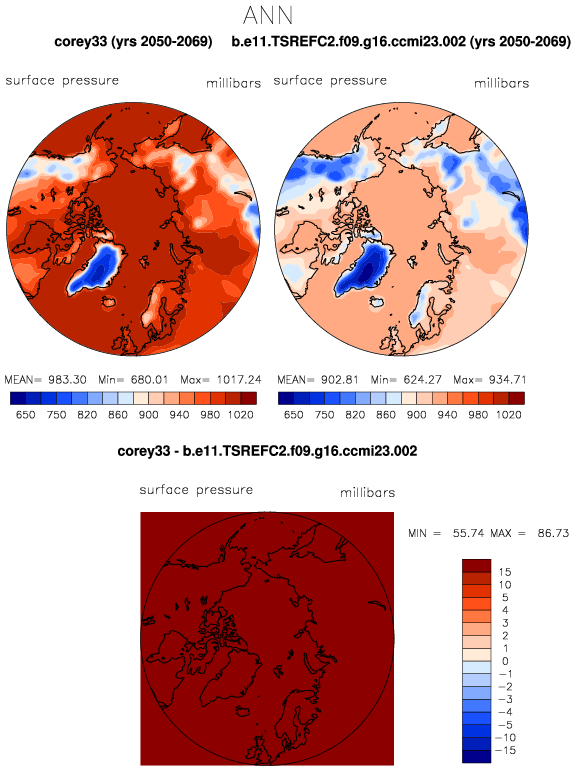 ANN
corey33 (yrs 2050-2069) b.e11.TSREFC2.f09.g16.ccmi23.002 (yrs 2050-2069)
surface pressure millibars surface pressure millibars
MEAN= 983.30 Min= 680.01 Max= 1017.24 MEAN= 902.81 Min= 624.27 Max= 934.71
650 750 820 860 900 940 980 1020 650 750 820 860 900 940 980 1020
corey33 - b.e11.TSREFC2.f09.g16.ccmi23.002
surface pressure millibars
MIN = 55.74 MAX = 86.73
15
10
5
4
3
2
1
0
-1
-2
-3
-4
-5
-10
-15